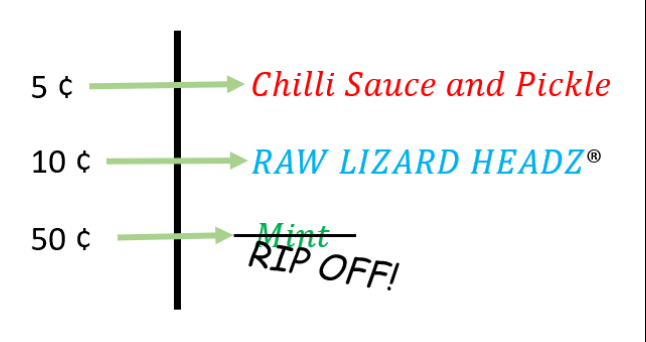 5 ¢ Chilli Sauce and Pickle
10 ¢ RAW LIZARD HEADZ®
50 ¢ Mint
RIP OFF!